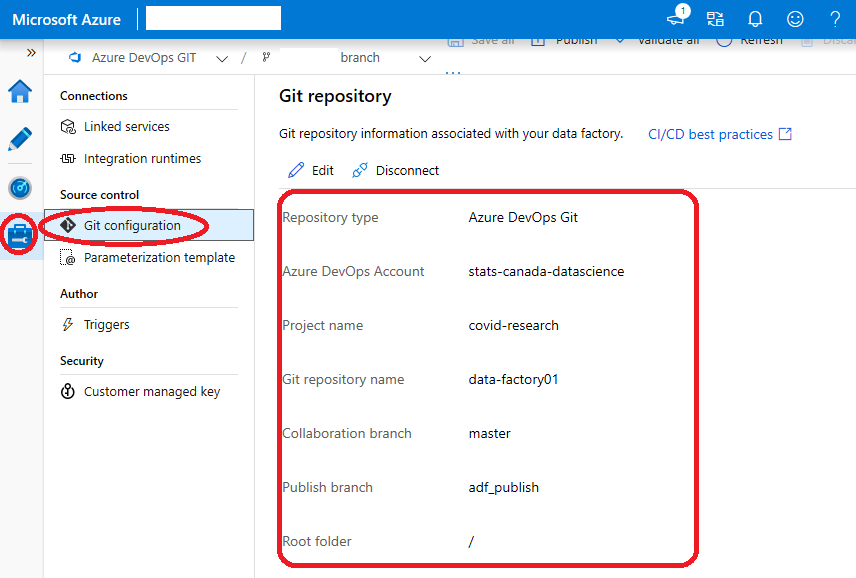 Microsoft Azure
1
Azure DevOps GIT / branch
Save all Publish Validate all Refresh
Connections
Linked services
Integration runtimes
Source control
Git configuration
Parameterization template
Author
Triggers
Security
Customer managed key
Git repository
Git repository information associated with your data factory. CI/CD best practices
Edit Disconnect
Repository type Azure DevOps Git
Azure DevOps Account stats-canada-datascience
Project name covid-research
Git repository name data-factory01
Collaboration branch master
Publish branch adf_publish
Root folder /